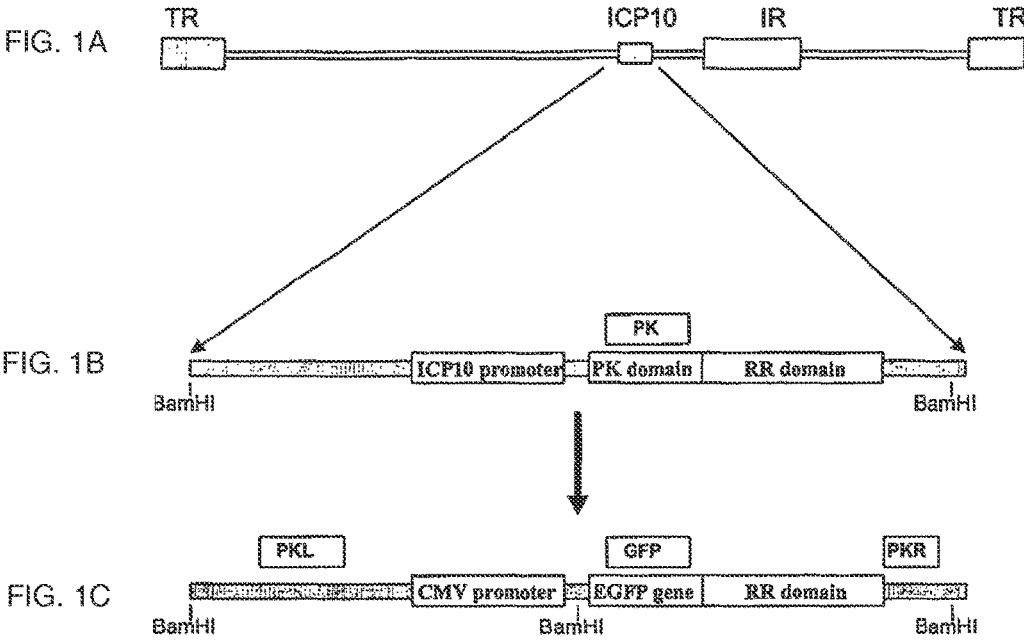 FIG. 1A
TR ICP10 IR TR
FIG. 1B
PK
ICP10 promoter PK domain RR domain
BamHI BamHI
FIG. 1C
PKL GFP PKR
CMV promoter EGFP gene RR domain
BamHI BamHI BamHI